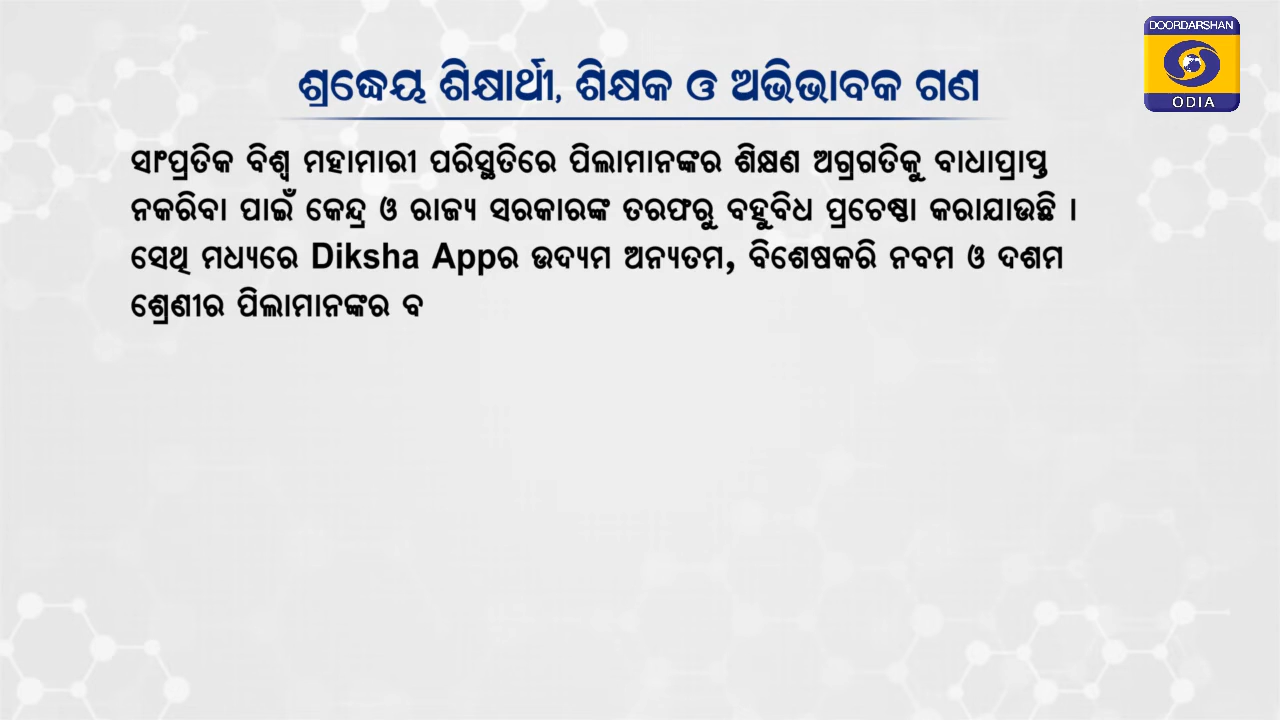 DOORDARSHAN
ODIA
ଶ୍ରଦ୍ଧେୟ ଶିକ୍ଷାର୍ଥୀ, ଶିକ୍ଷକ ଓ ଅଭିଭାବକ ଗଣ
ସାଂପ୍ରତିକ ବିଶ୍ୱ ମହାମାରୀ ପରିସ୍ଥିତିରେ ପିଲାମାନଙ୍କର ଶିକ୍ଷଣ ଅଗ୍ରଗତିକୁ ବାଧାପ୍ରାପ୍ତ
ନକରିବା ପାଇଁ କେନ୍ଦ୍ର ଓ ରାଜ୍ୟ ସରକାରଙ୍କ ତରଫରୁ ବହୁବିଧ ପ୍ରଚେଷ୍ଠା କରାଯାଉଛି ।
ସେଥି ମଧ୍ୟରେ Diksha Appର ଉଦ୍ୟମ ଅନ୍ୟତମ, ବିଶେଷକରି ନବମ ଓ ଦଶମ
ଶ୍ରେଣୀର ପିଲାମାନଙ୍କର ବ